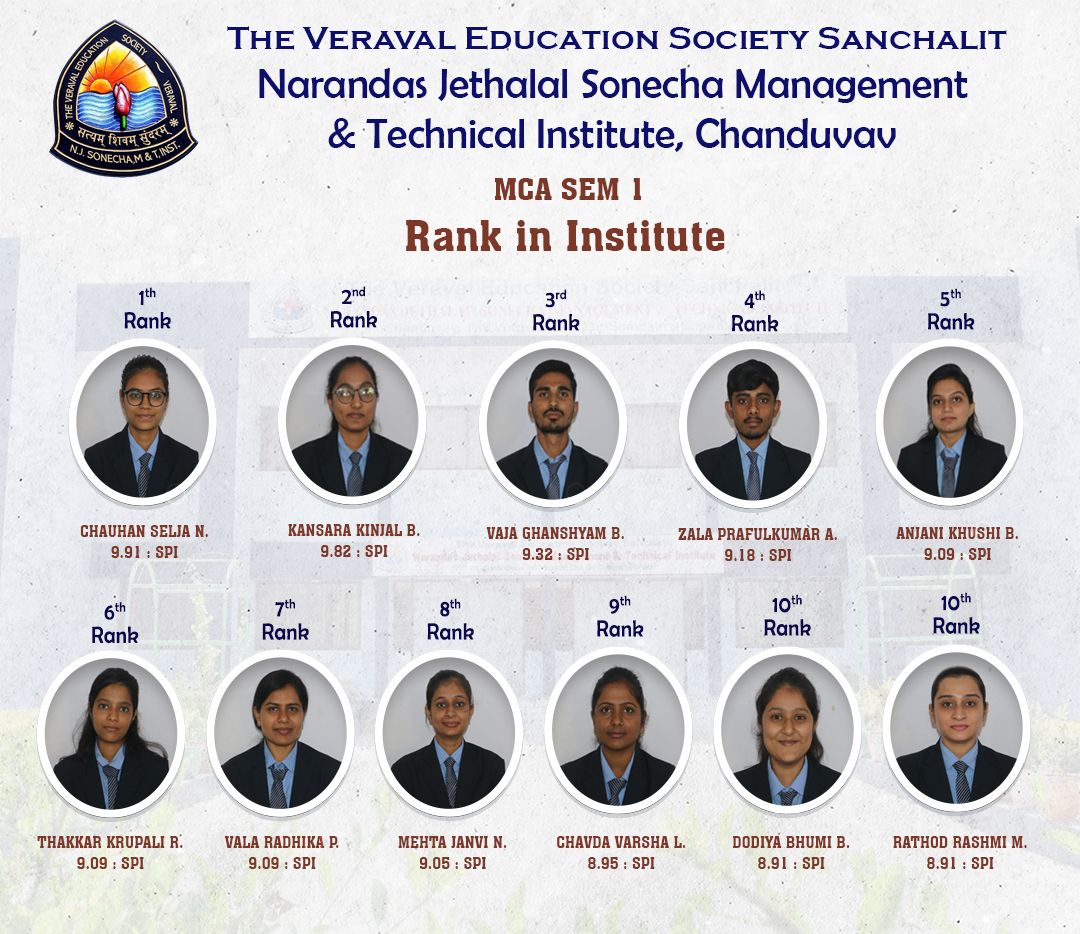 THE VERAVAL EDUCATION SOCIETY ~ VERAVAL
सत्यम् शिवम् सुंदरम्
N.J. SONECHA,M & T.INST.
THE VERAVAL EDUCATION SOCIETY SANCHALIT
Narandas Jethalal Sonecha Management
& Technical Institute, Chanduvav
MCA SEM 1
Rank in Institute
1th
Rank
2nd
Rank
3rd
Rank
4th
Rank
5th
Rank
CHAUHAN SELJA N.
9.91 : SPI
KANSARA KINJAL B.
9.82 : SPI
VAJA GHANSHYAM B.
9.32 : SPI
ZALA PRAFULKUMAR A.
9.18 : SPI
ANJANI KHUSHI B.
9.09 : SPI
6th
Rank
7th
Rank
8th
Rank
9th
Rank
10th
Rank
10th
Rank
THAKKAR KRUPALI R.
9.09 : SPI
VALA RADHIKA P.
9.09 : SPI
MEHTA JANVI N.
9.05 : SPI
CHAVDA VARSHA L.
8.95 : SPI
DODIYA BHUMI B.
8.91 : SPI
RATHOD RASHMI M.
8.91 : SPI